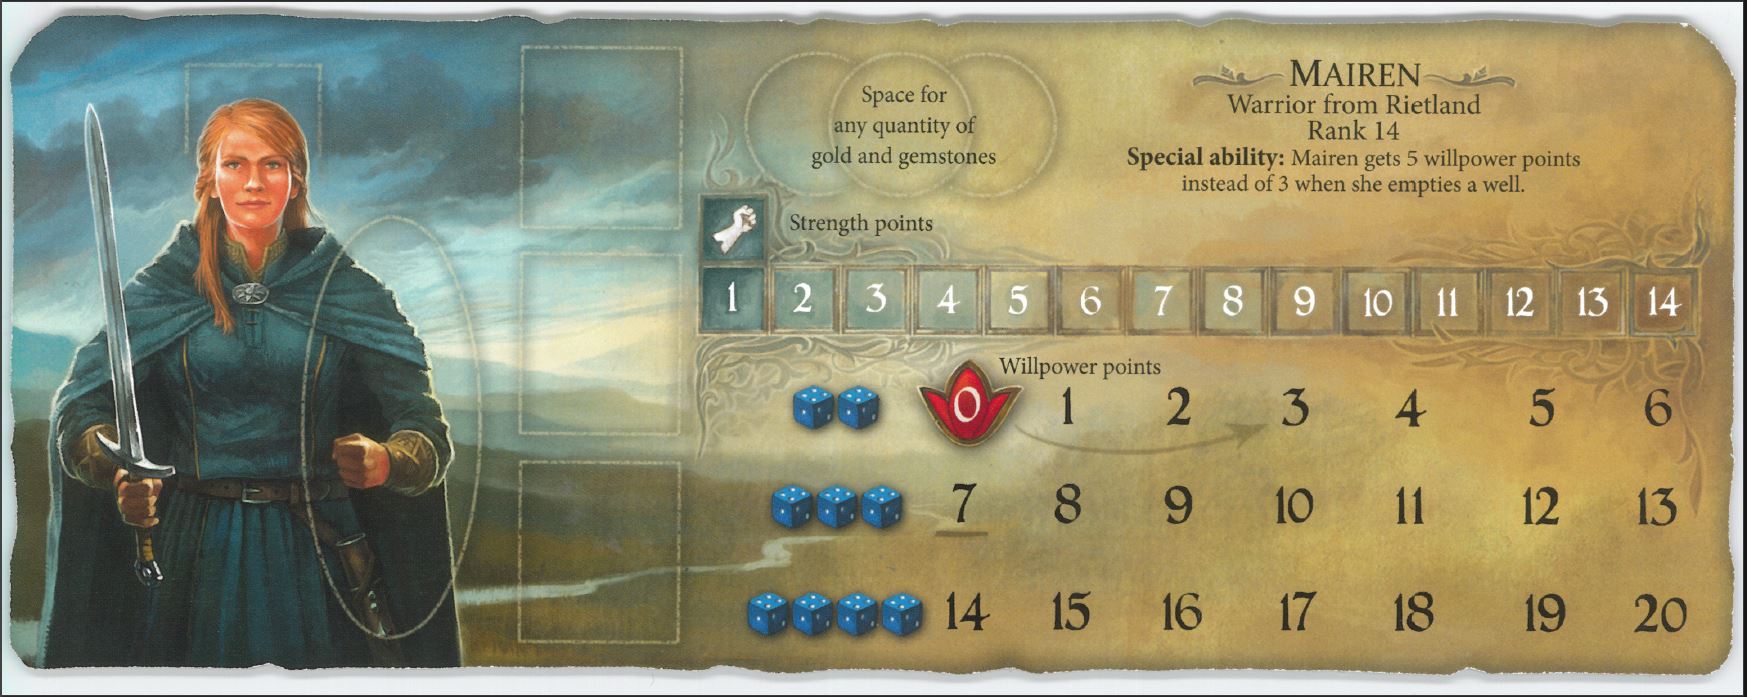 Space for
any quantity of
gold and gemstones
MAIREN
Warrior from Rietland
Rank 14
Special ability: Mairen gets 5 willpower points
instead of 3 when she empties a well.
Strength points
1 2 3 4 5 6 7 8 9 10 11 12 13 14
Willpower points
0 1 2 3 4 5 6
7 8 9 10 11 12 13
14 15 16 17 18 19 20